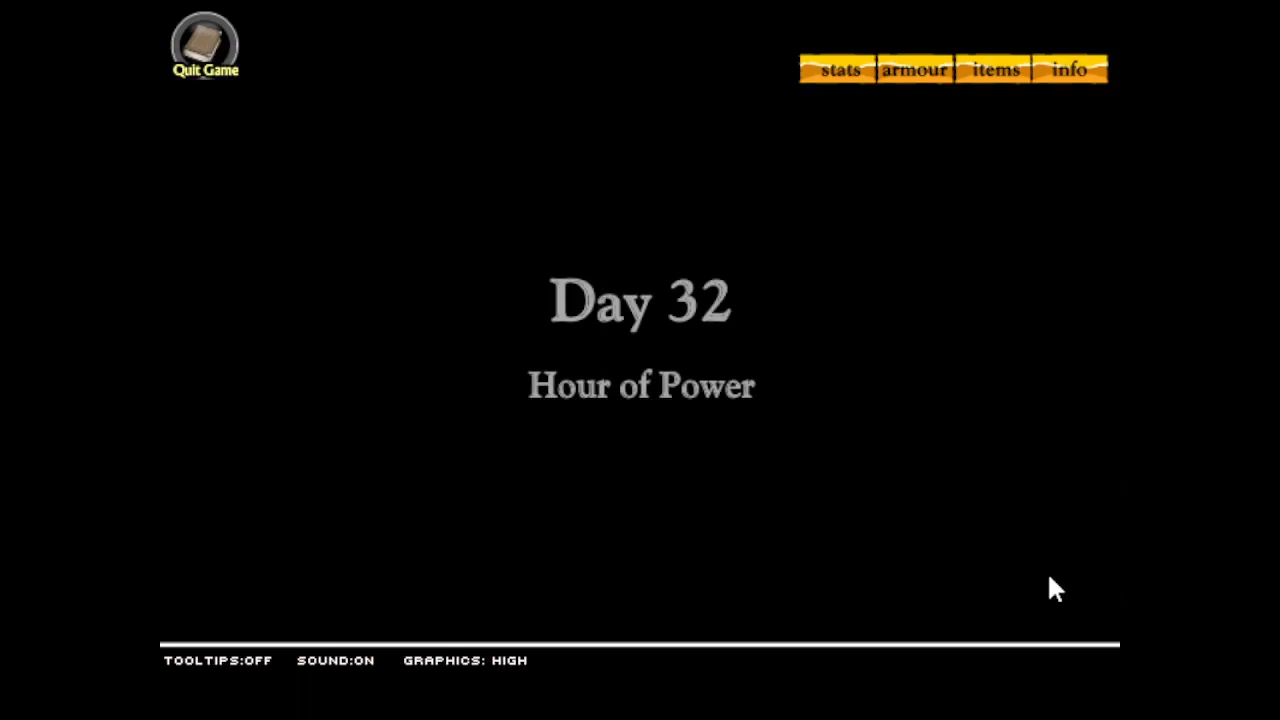 Quit Game
stats armour items info
Day 32
Hour of Power
TOOLTIPS:OFF SOUND:ON GRAPHICS: HIGH